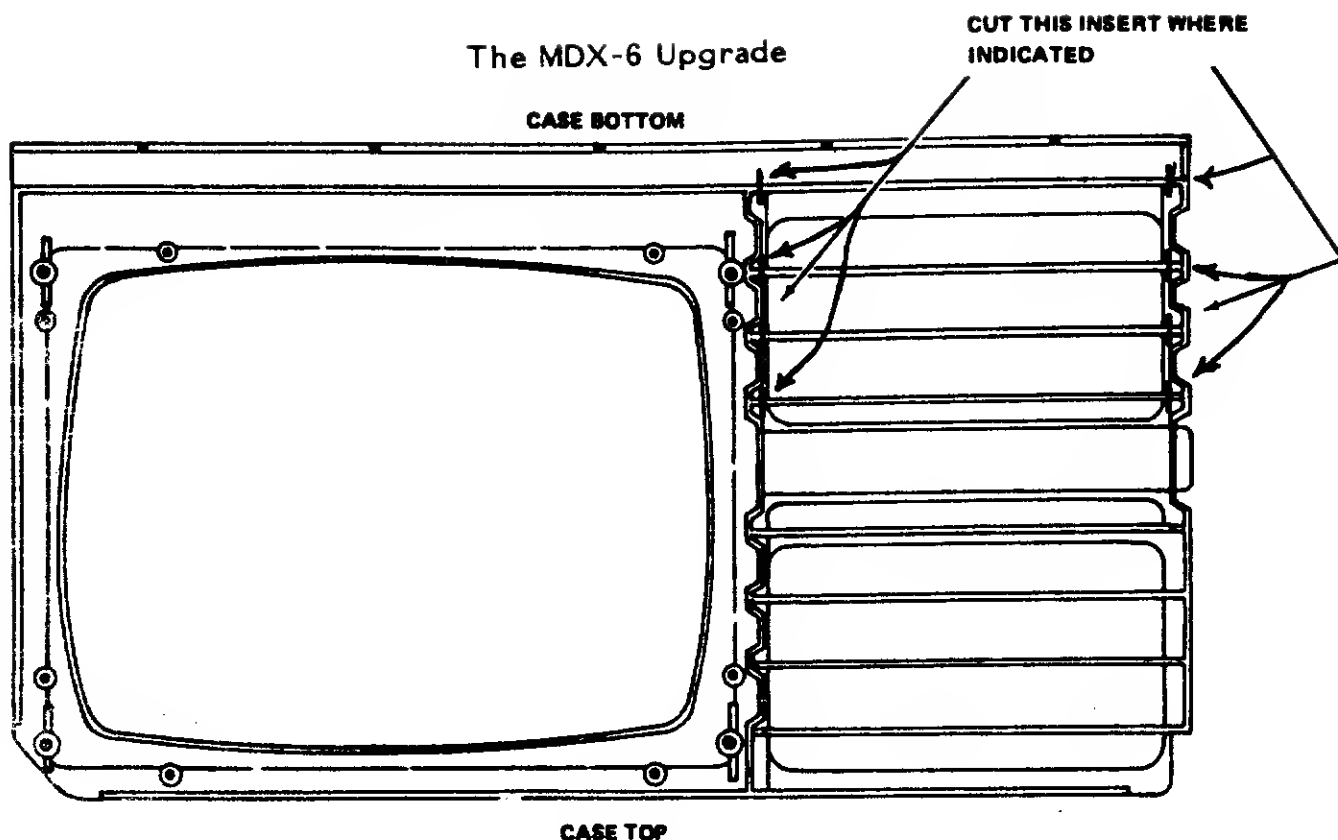 The MDX-6 Upgrade
CUT THIS INSERT WHERE
INDICATED
CASE BOTTOM
CASE TOP